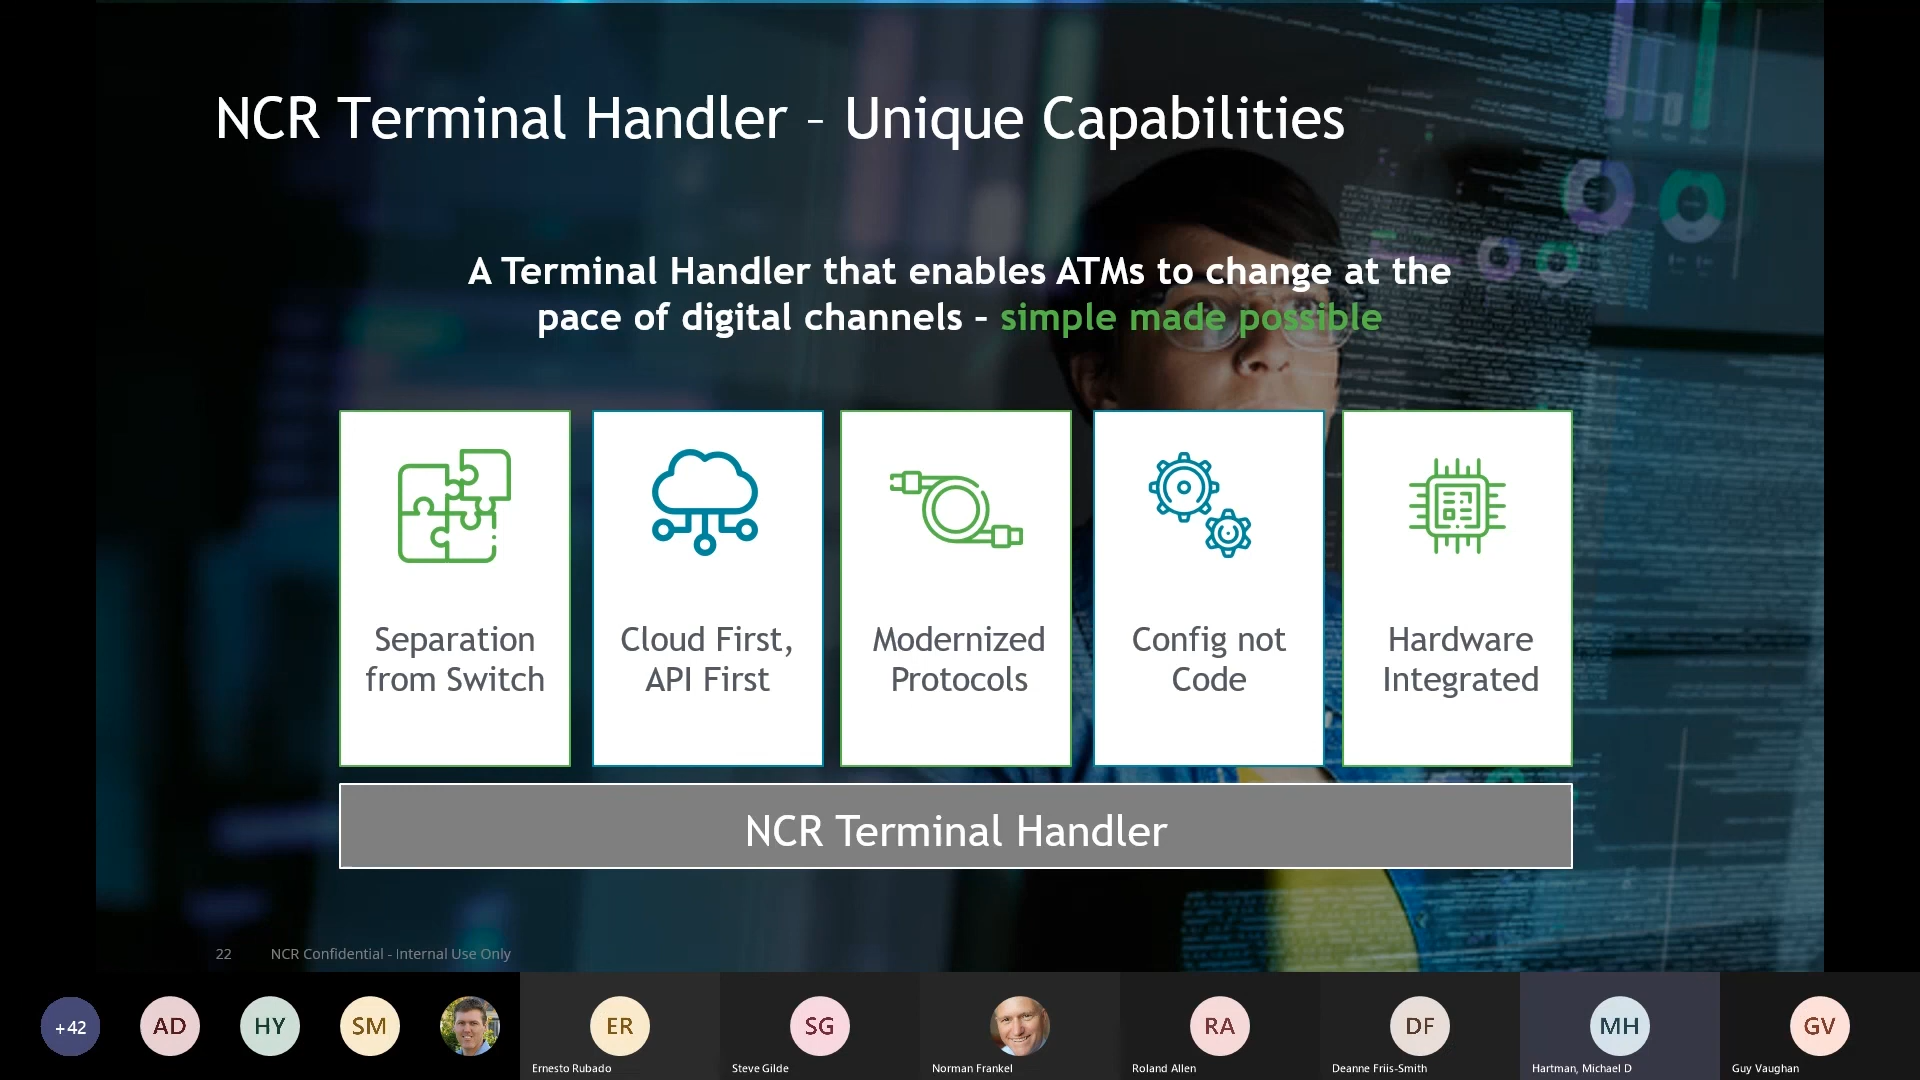 NCR Terminal Handler – Unique Capabilities
A Terminal Handler that enables ATMs to change at the
pace of digital channels – simple made possible
Separation
from Switch
Cloud First,
API First
Modernized
Protocols
Config not
Code
Hardware
Integrated
NCR Terminal Handler
22 NCR Confidential - Internal Use Only
+42
AD
HY
SM
ER
Ernesto Rubado
SG
Steve Gilde
Norman Frankel
RA
Roland Allen
DF
Deanne Friis-Smith
MH
Hartman, Michael D
GV
Guy Vaughan